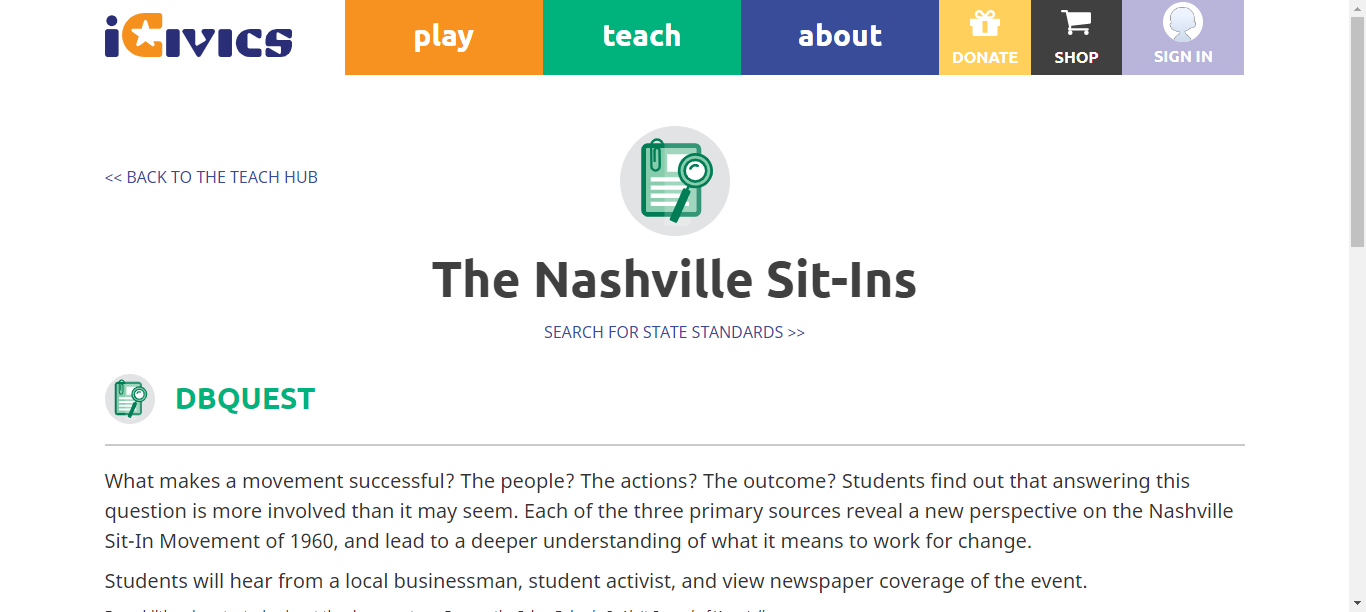 iCivics
play
teach
about
DONATE
SHOP
SIGN IN
<< BACK TO THE TEACH HUB
The Nashville Sit-Ins
SEARCH FOR STATE STANDARDS >>
DBQUEST
What makes a movement successful? The people? The actions? The outcome? Students find out that answering this
question is more involved than it may seem. Each of the three primary sources reveal a new perspective on the Nashville
Sit-In Movement of 1960, and lead to a deeper understanding of what it means to work for change.
Students will hear from a local businessman, student activist, and view newspaper coverage of the event.